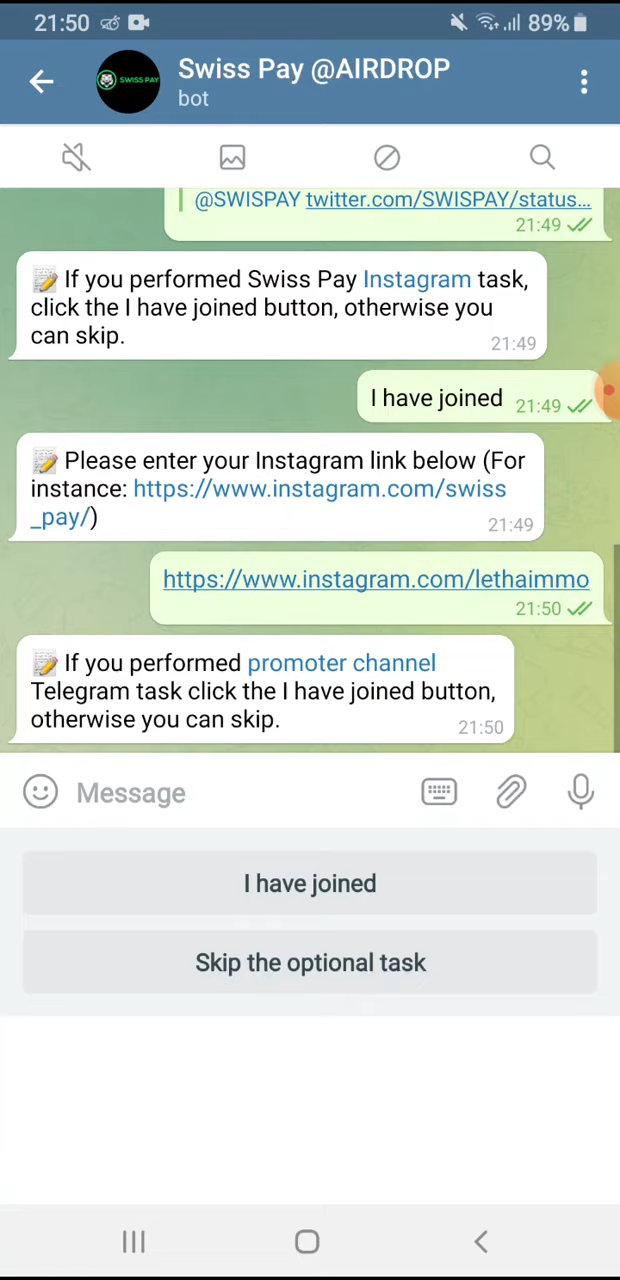 21:50
89%
SWISS PAY
Swiss Pay @AIRDROP
bot
@SWISPAY twitter.com/SWISPAY/status...
21:49
If you performed Swiss Pay Instagram task,
click the I have joined button, otherwise you
can skip.
21:49
I have joined
21:49
Please enter your Instagram link below (For
instance: https://www.instagram.com/swiss
_pay/)
21:49
https://www.instagram.com/lethaimmo
21:50
If you performed promoter channel
Telegram task click the I have joined button,
otherwise you can skip.
21:50
Message
I have joined
Skip the optional task